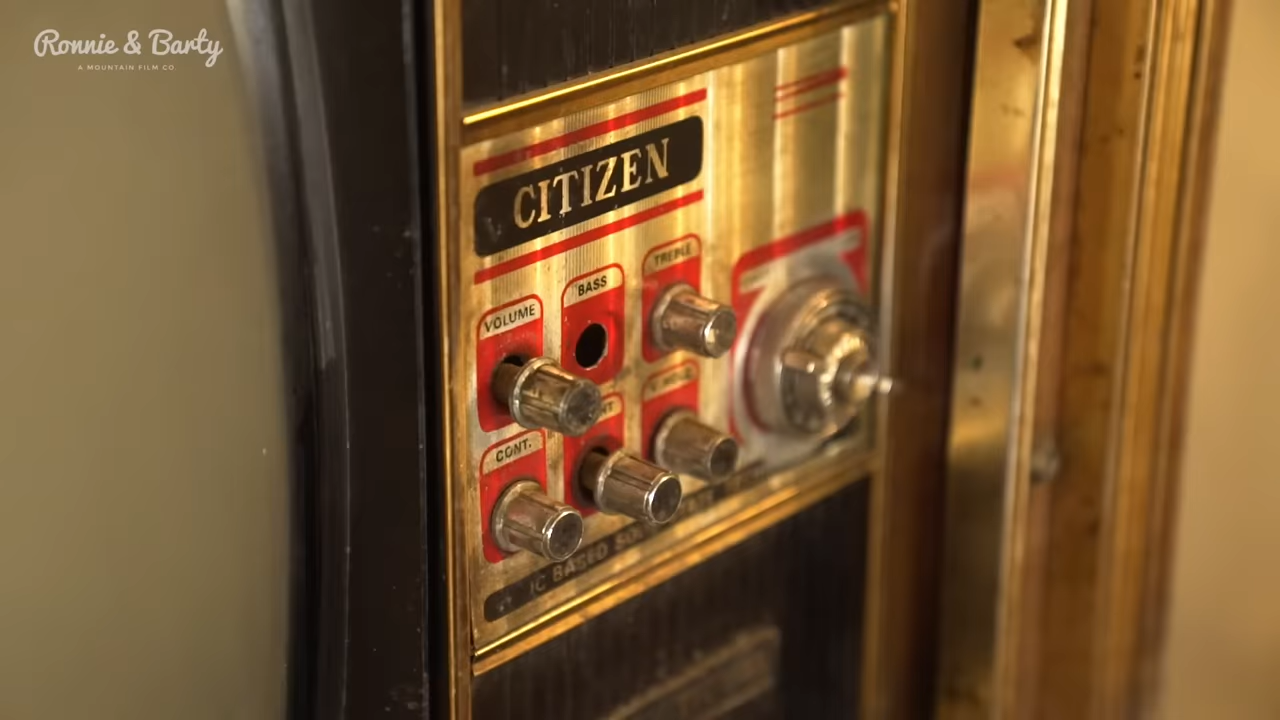 Ronnie & Barty
A MOUNTAIN FILM CO.
CITIZEN
VOLUME
BASS
TREBLE
CONT.
IC BASED